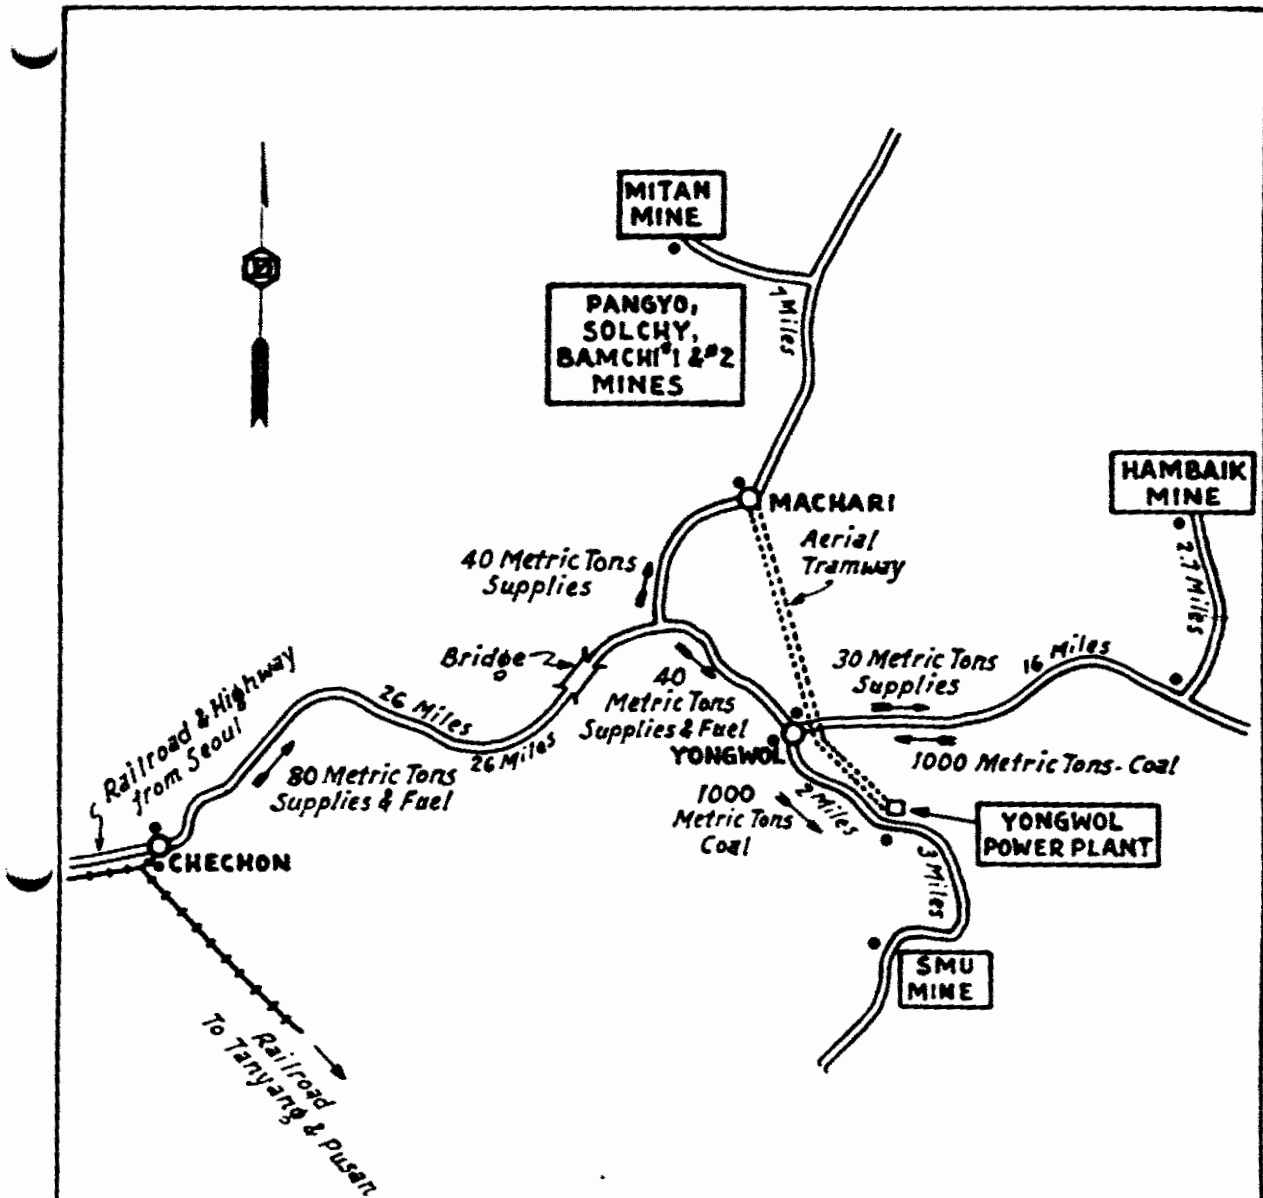 MITAN
MINE
PANGYO,
SOLCHY,
BAMCHI #1 & #2
MINES
7 Miles
HAMBAIK
MINE
2.7 Miles
MACHARI
Aerial
Tramway
40 Metric Tons
Supplies
Bridge
40
Metric Tons
Supplies & Fuel
30 Metric Tons
Supplies
16 Miles
1000 Metric Tons - Coal
Railroad & Highway
from Seoul
26 Miles
26 Miles
80 Metric Tons
Supplies & Fuel
YONGWOL
1000
Metric Tons
Coal
2 Miles
YONGWOL
POWER PLANT
3 Miles
CHECHON
SMU
MINE
Railroad
To Tanyang & Pusan